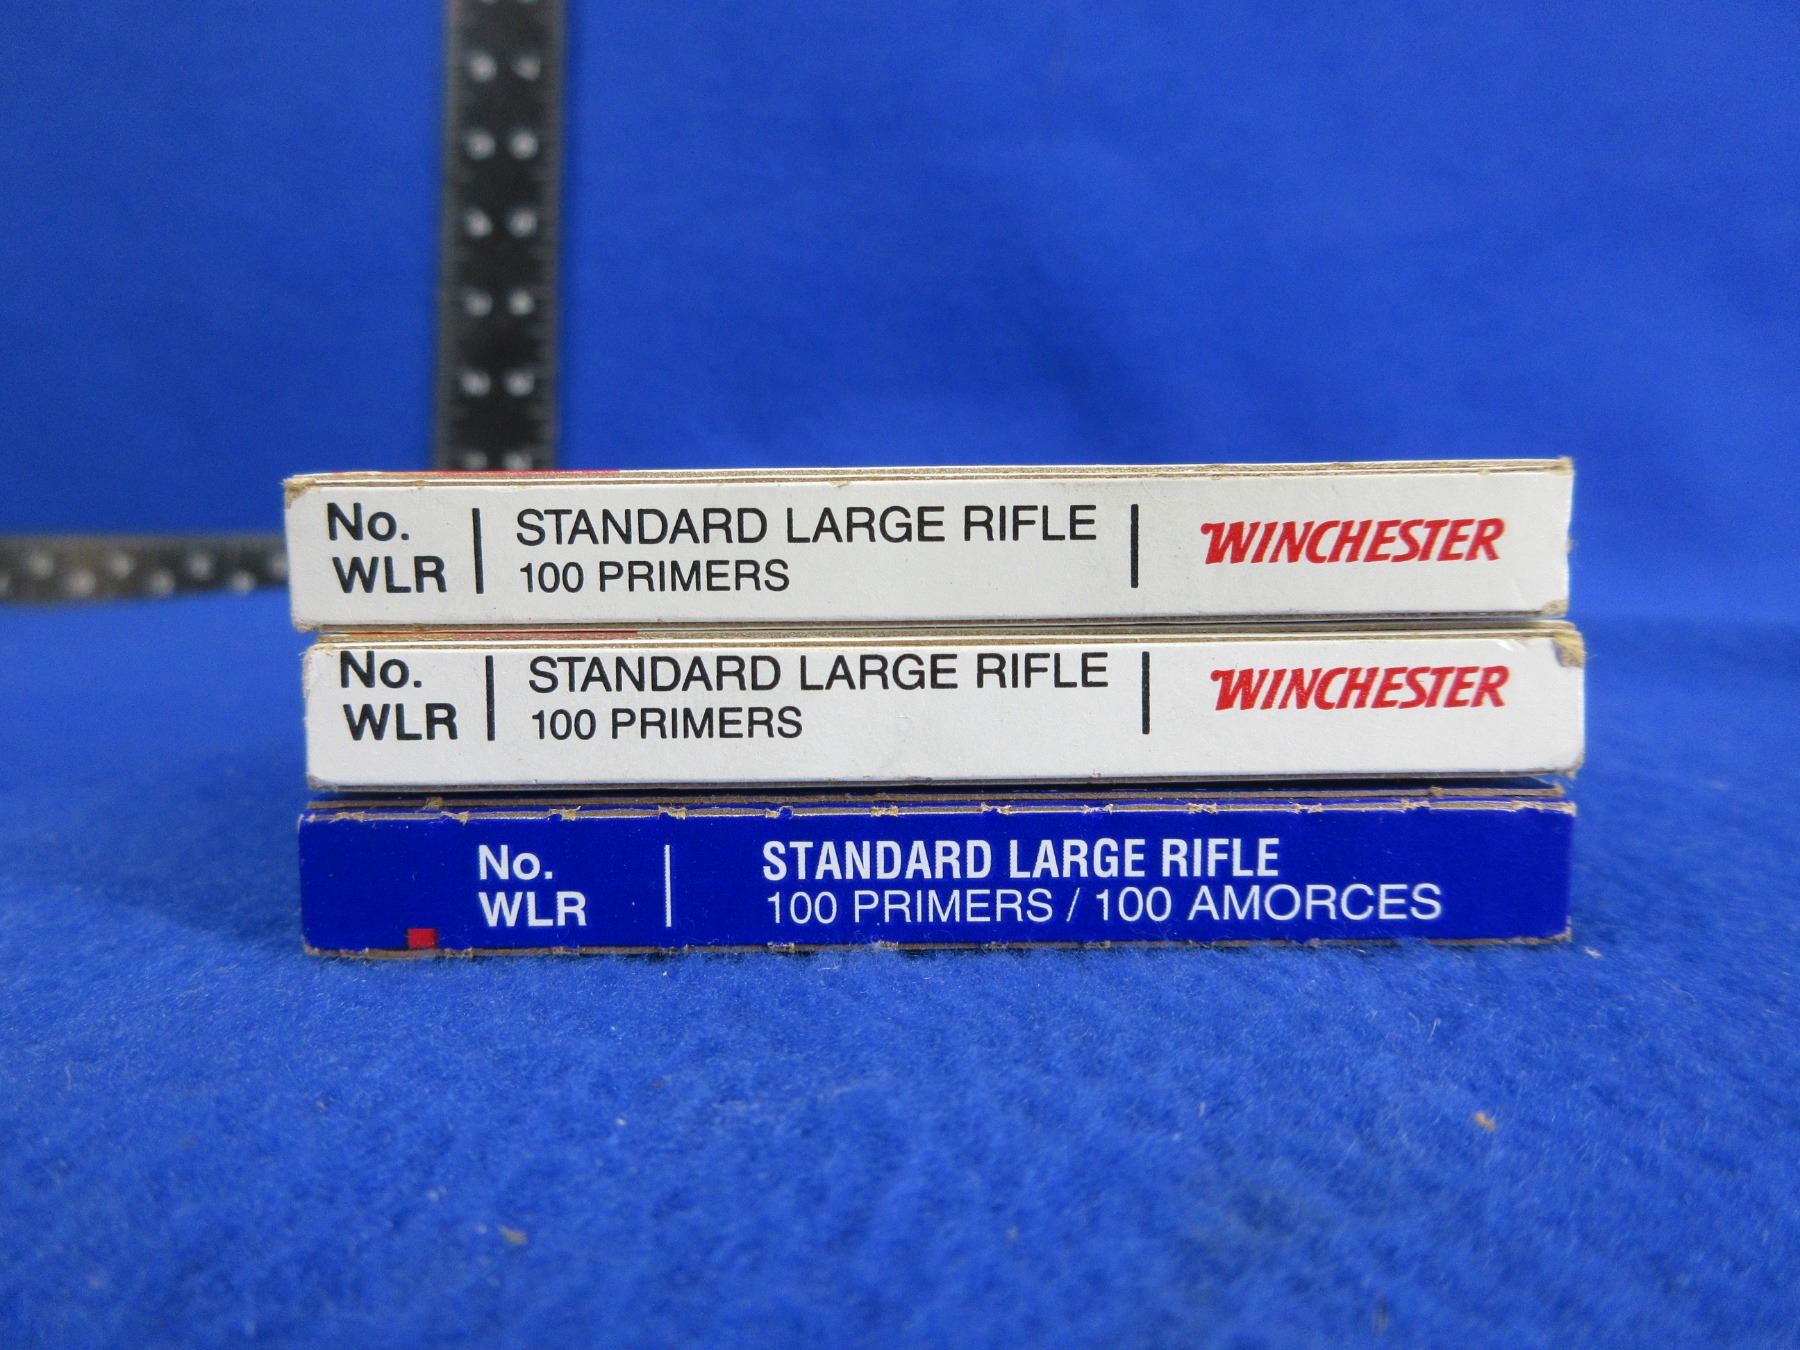 No.
WLR
STANDARD LARGE RIFLE
100 PRIMERS
WINCHESTER
No.
WLR
STANDARD LARGE RIFLE
100 PRIMERS
WINCHESTER
No.
WLR
STANDARD LARGE RIFLE
100 PRIMERS / 100 AMORCES